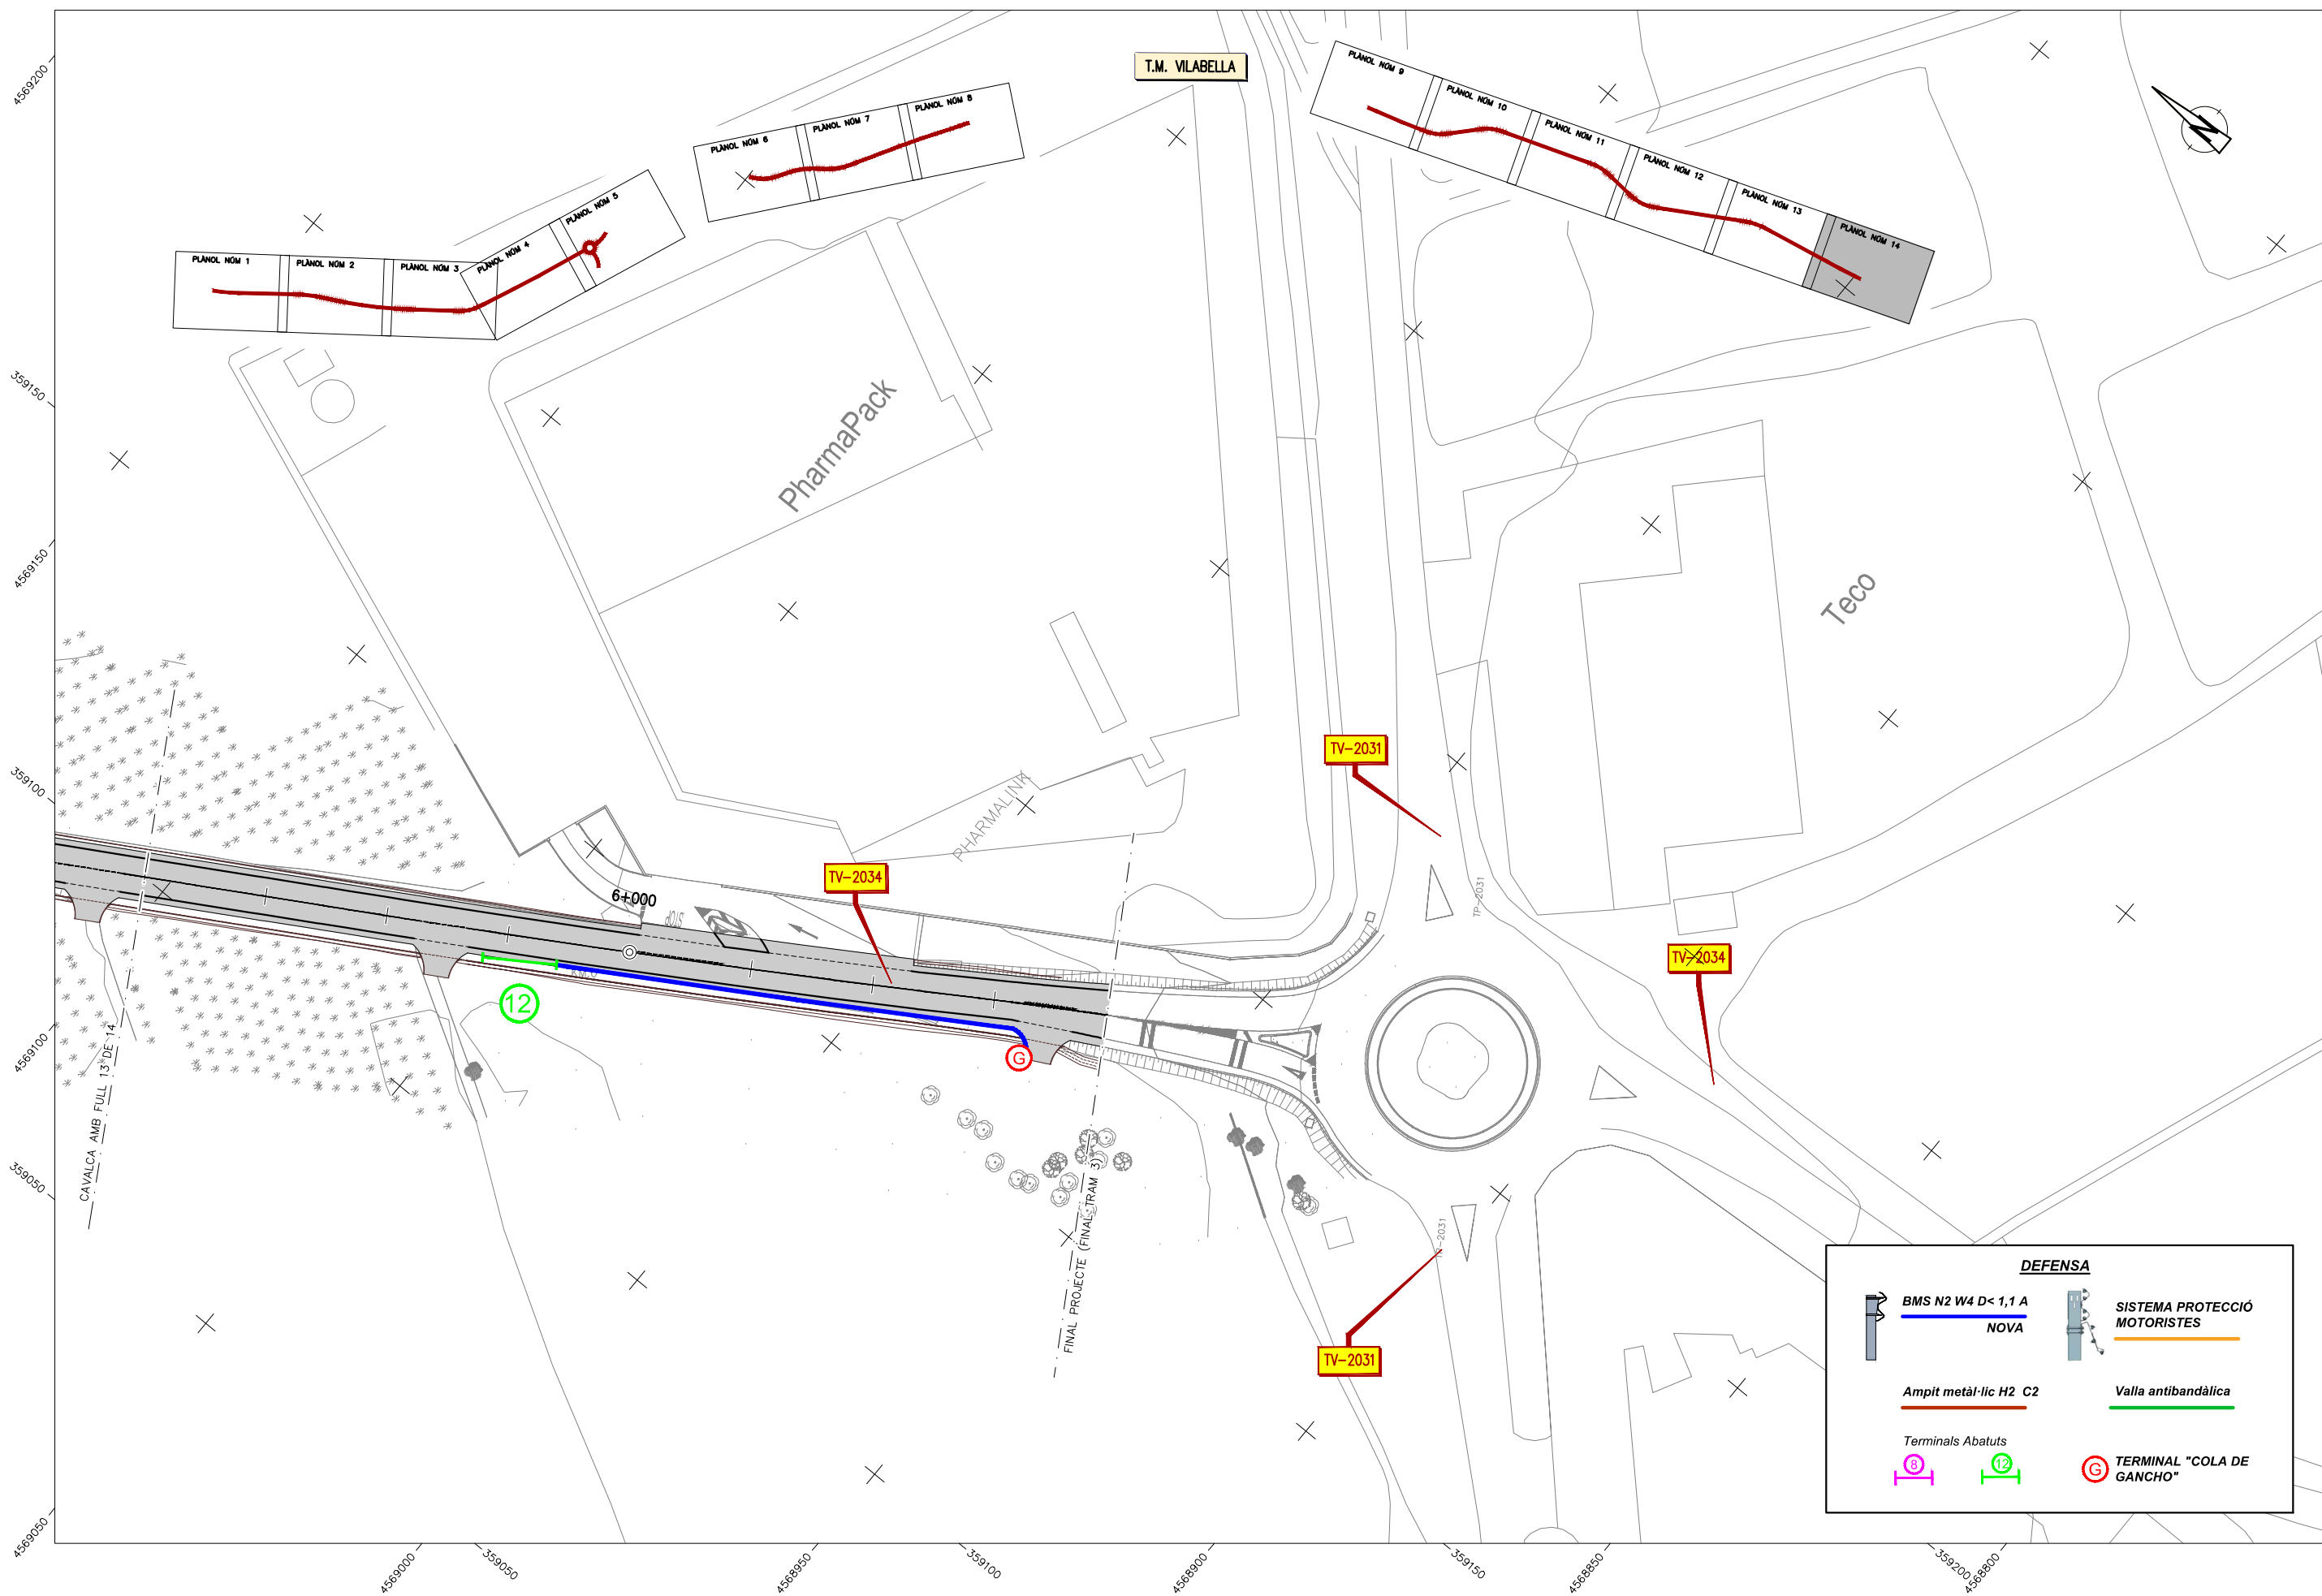 4569200
T.M. VILABELLA
PLÀNOL NÚM 9
PLÀNOL NÚM 10
PLÀNOL NÚM 11
PLÀNOL NÚM 12
PLÀNOL NÚM 13
PLÀNOL NÚM 14
PLÀNOL NÚM 6
PLÀNOL NÚM 7
PLÀNOL NÚM 8
PLÀNOL NÚM 1
PLÀNOL NÚM 2
PLÀNOL NÚM 3
PLÀNOL NÚM 4
PLÀNOL NÚM 5
N
359150
PharmaPack
4569150
Teco
TV-2031
359100
PHARMALINK
TV-2034
6+000
STOP
TP-2031
TV-2034
12
G
4569100
CAVALCA AMB FULL 13 DE 14
359050
FINAL PROJECTE (FINAL TRAM 3)
TP-2031
TV-2031
DEFENSA
BMS N2 W4 D< 1,1 A
NOVA
SISTEMA PROTECCIÓ
MOTORISTES
Ampit metàl·lic H2 C2
Valla antibandàlica
Terminals Abatuts
8
12
G
TERMINAL "COLA DE
GANCHO"
4569050
4569000
359050
4568950
359100
4568900
359150
4568850
359200
4568800